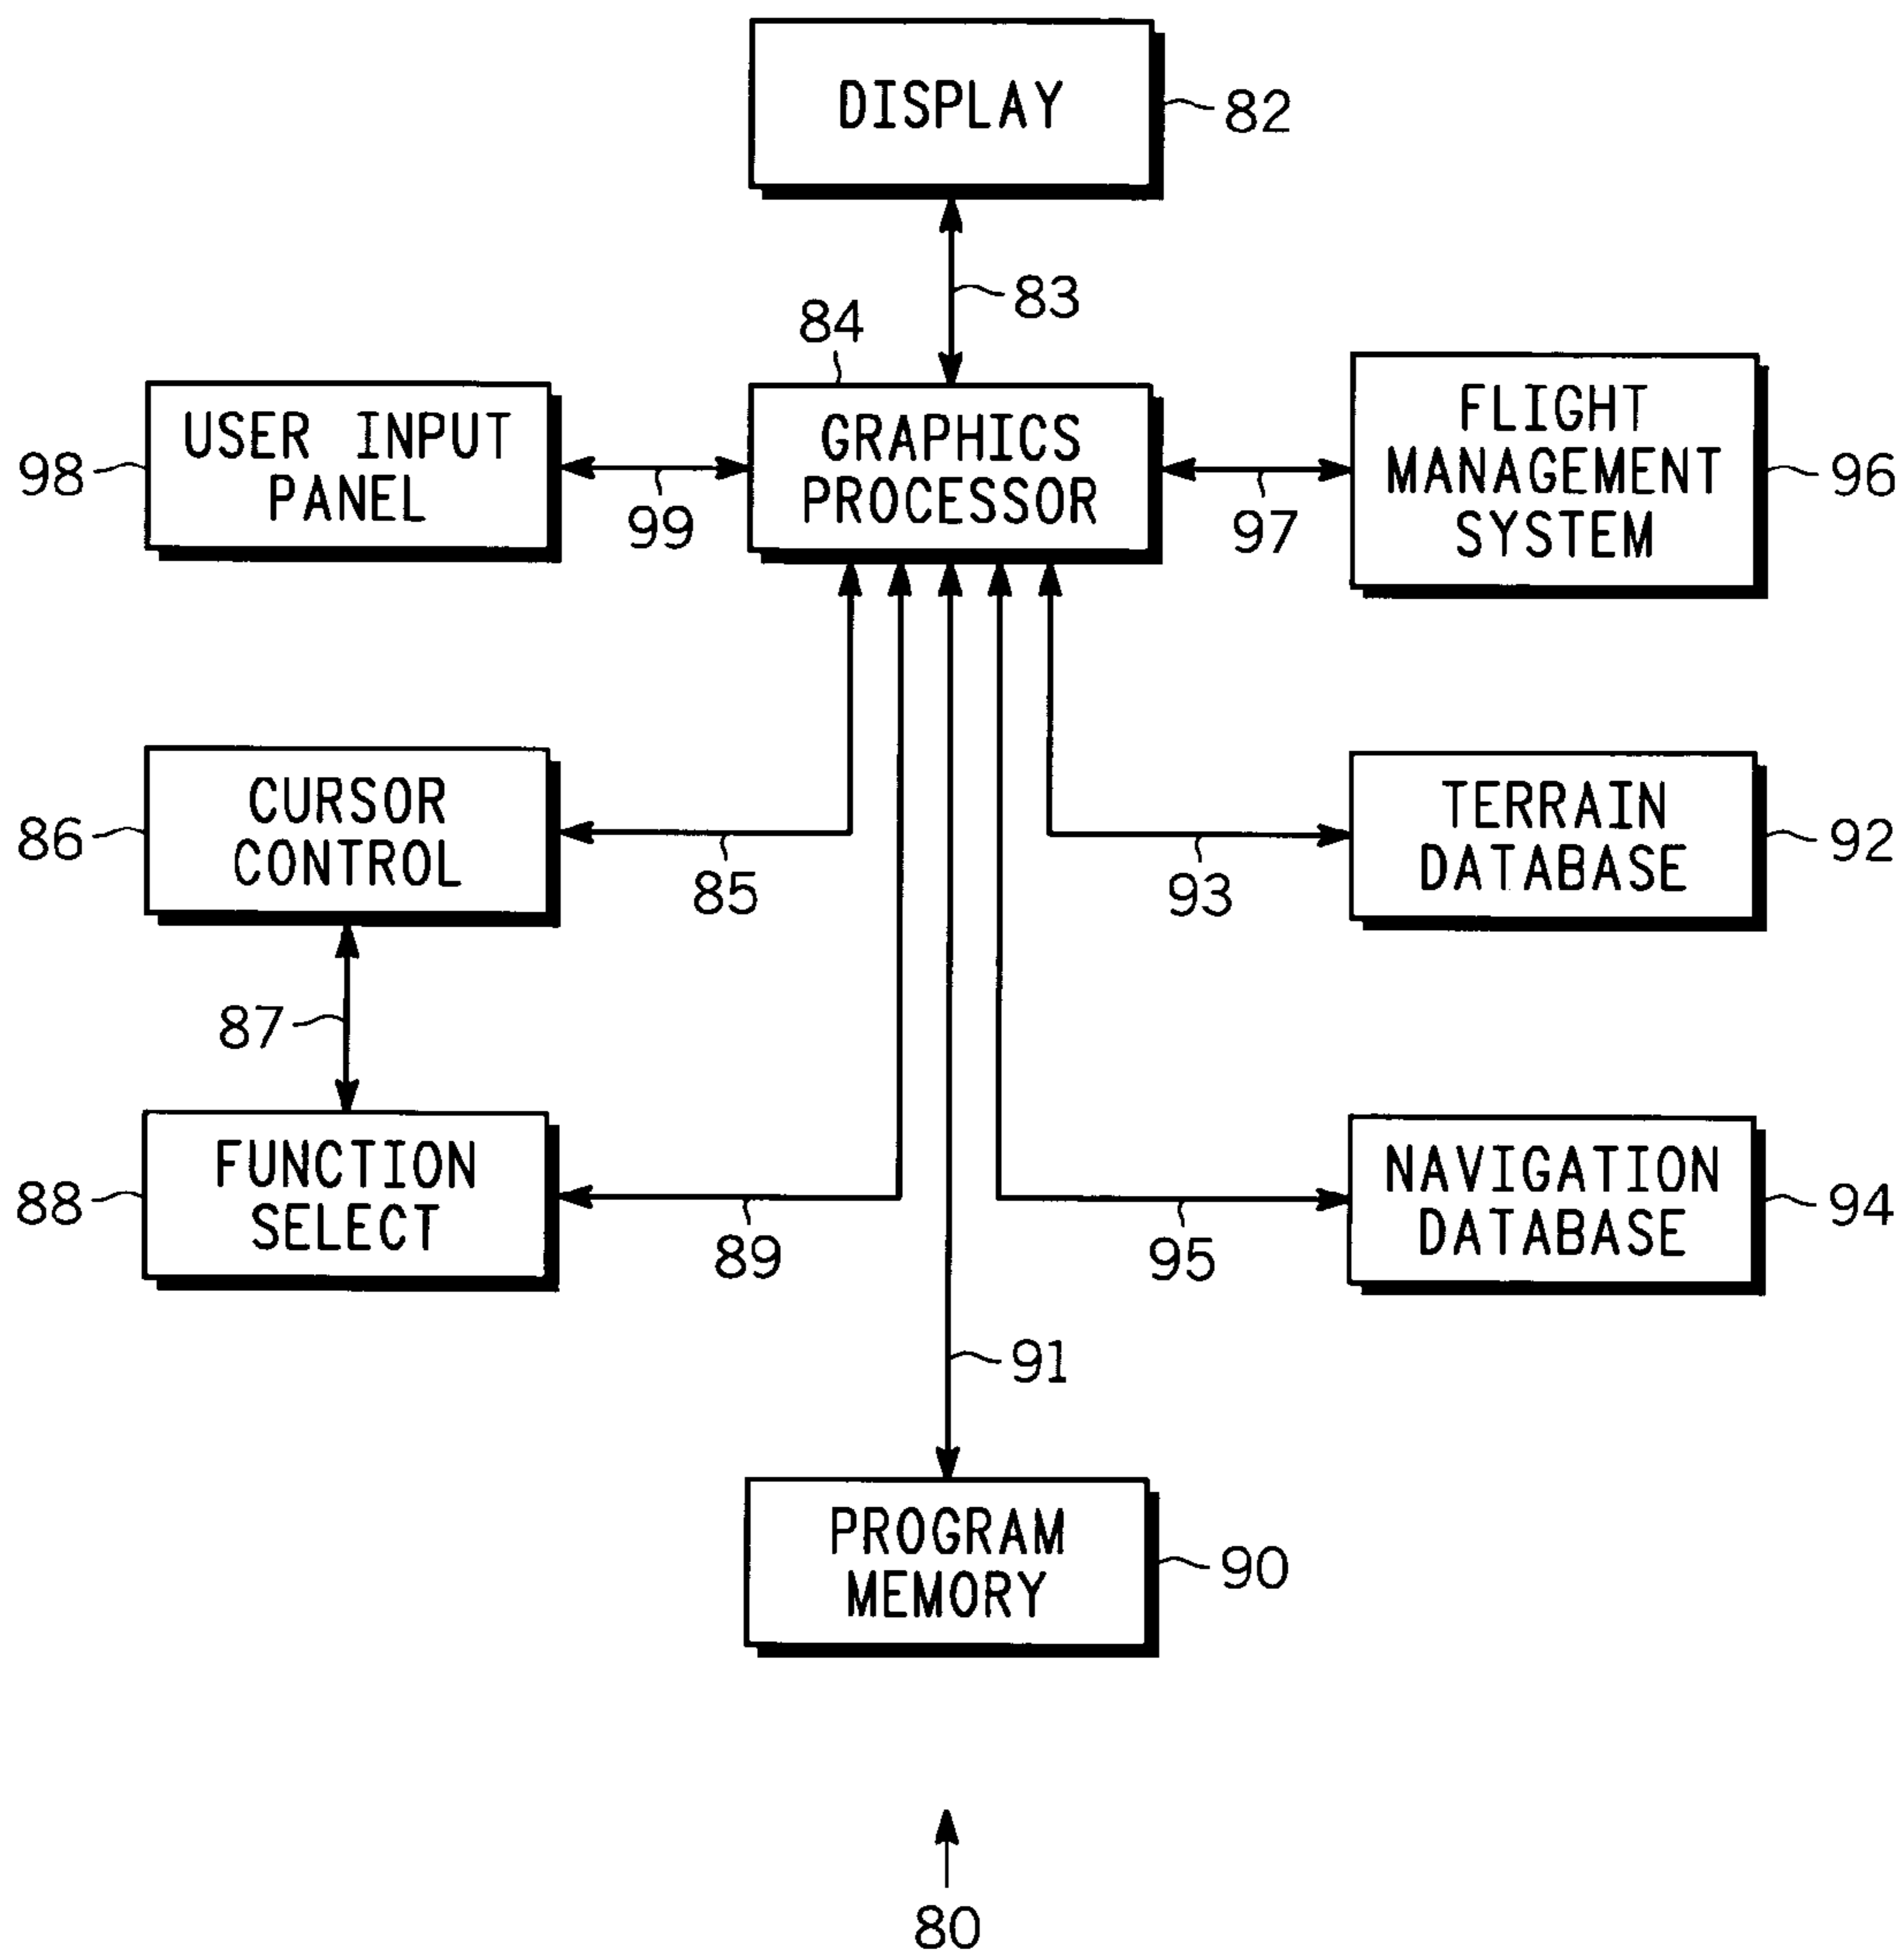 DISPLAY
82
83
84
GRAPHICS
PROCESSOR
USER INPUT
PANEL
98
99
97
FLIGHT
MANAGEMENT
SYSTEM
96
CURSOR
CONTROL
86
85
93
TERRAIN
DATABASE
92
87
FUNCTION
SELECT
88
89
95
NAVIGATION
DATABASE
94
91
PROGRAM
MEMORY
90
80